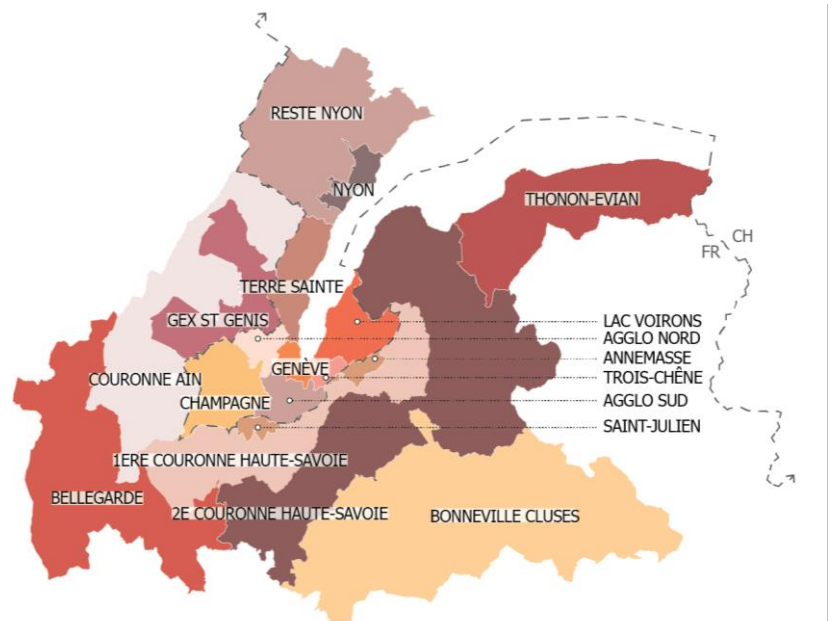 RESTE NYON
NYON
THONON-EVIAN
CH
FR
TERRE SAINTE
GEX ST GENIS
LAC VOIRONS
AGGLO NORD
ANNEMASSE
GENÈVE
TROIS-CHÊNE
COURONNE AIN
CHAMPAGNE
AGGLO SUD
SAINT-JULIEN
1ERE COURONNE HAUTE-SAVOIE
BELLEGARDE
2E COURONNE HAUTE-SAVOIE
BONNEVILLE CLUSES